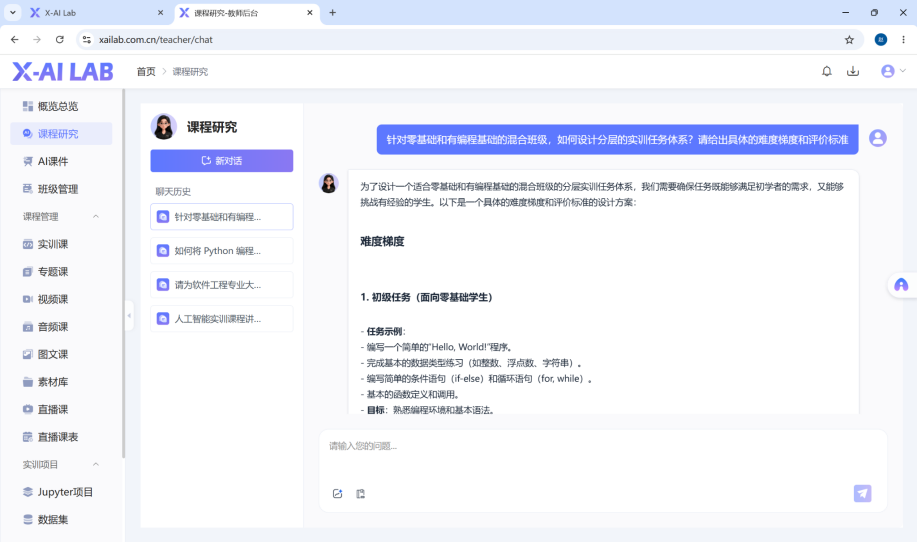 X-AI Lab
课程研究-教师后台
xailab.com.cn/teacher/chat
X-AI LAB
首页
课程研究
概览总览
课程研究
AI课件
班级管理
课程管理
实训课
专题课
视频课
音频课
图文课
素材库
直播课
直播课表
实训项目
Jupyter项目
数据集
课程研究
新对话
聊天历史
针对零基础和有编程...
如何将 Python 编程...
请为软件工程专业大...
人工智能实训课程讲...
针对零基础和有编程基础的混合班级，如何设计分层的实训任务体系？请给出具体的难度梯度和评价标准
为了设计一个适合零基础和有编程基础的混合班级的分层实训任务体系，我们需要确保任务既能够满足初学者的需求，又能够
挑战有经验的学生。以下是一个具体的难度梯度和评价标准的设计方案：
难度梯度
1. 初级任务（面向零基础学生）
- 任务示例：
- 编写一个简单的"Hello, World!"程序。
- 完成基本的数据类型练习（如整数、浮点数、字符串）。
- 编写简单的条件语句（if-else）和循环语句（for, while）。
- 基本的函数定义和调用。
- 目标：熟悉编程环境和基本语法。
请输入您的问题...